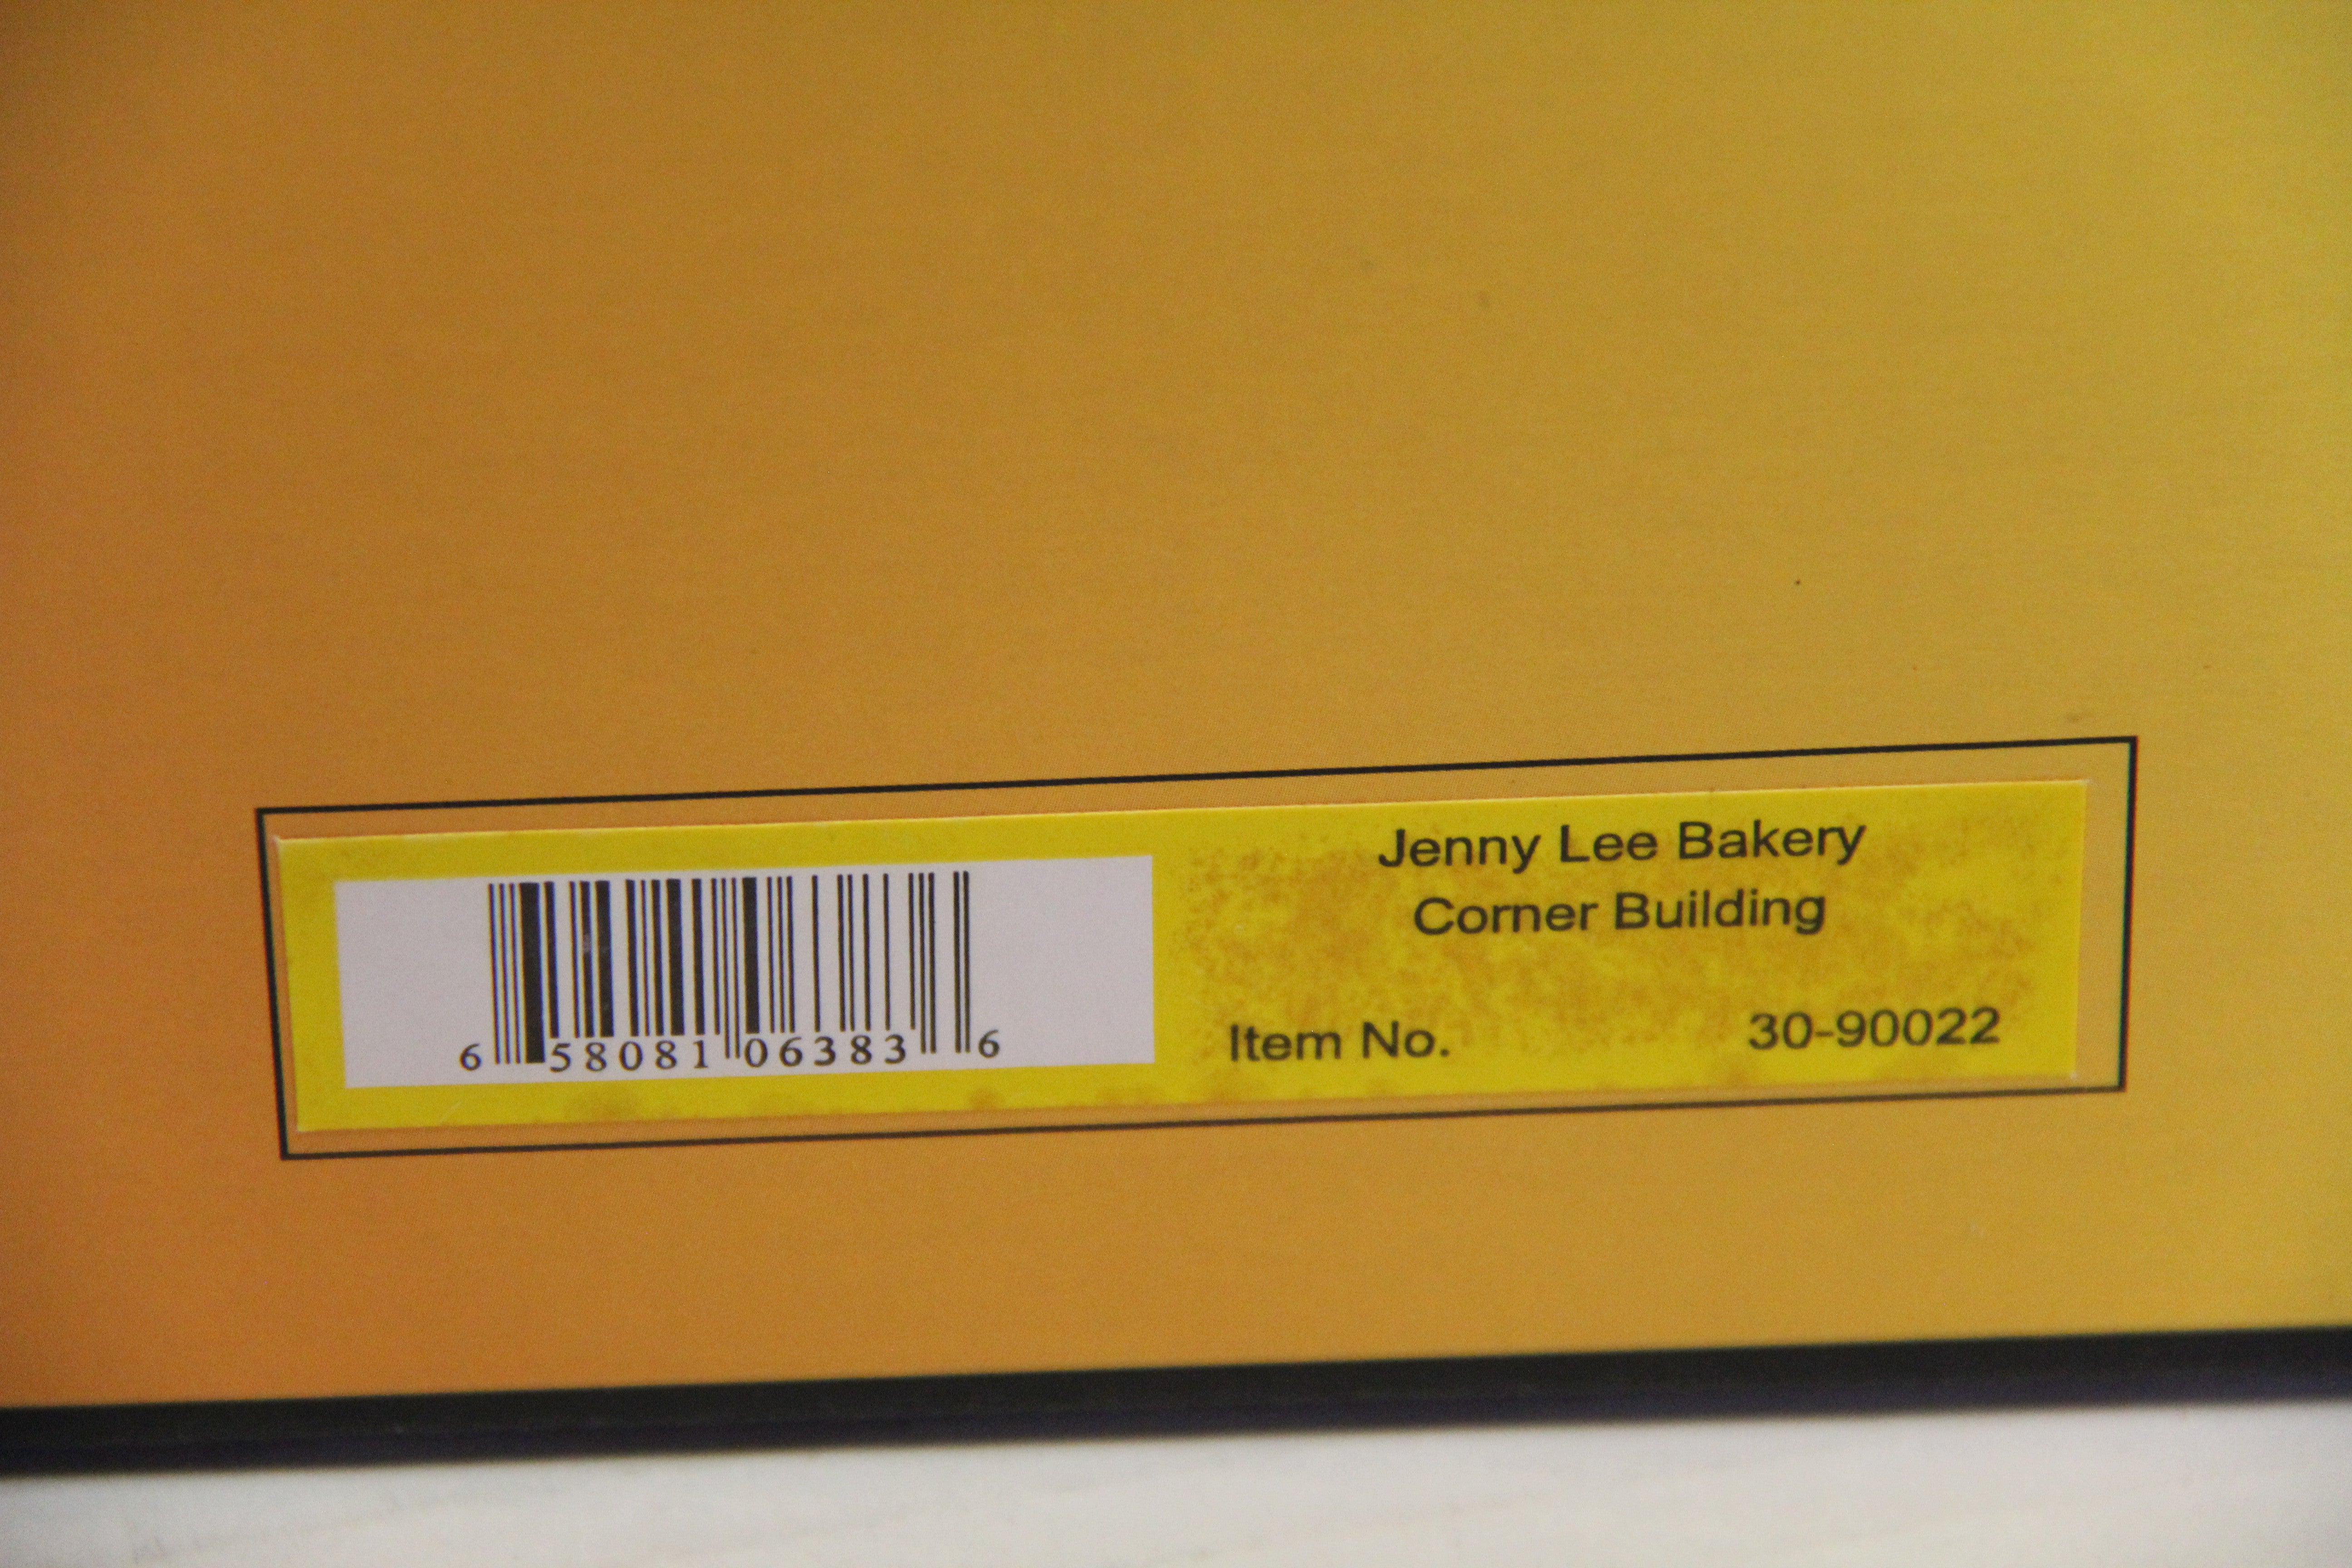 Jenny Lee Bakery
Corner Building
Item No. 30-90022
6 58081 06383 6